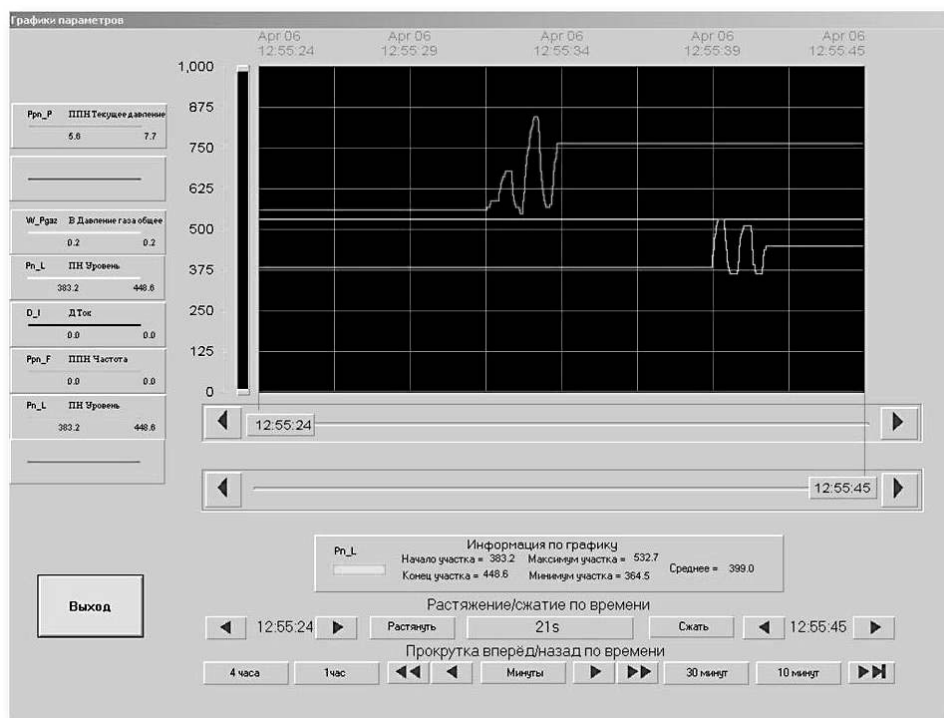 Графики параметров
Apr 06 Apr 06 Apr 06 Apr 06 Apr 06
12:55:24 12:55:29 12:55:34 12:55:39 12:55:45
1,000
875
750
625
500
375
250
125
0
Ppn_P ППН Текущее давление
5.6 7.7
W_Pgaz В Давление газа общее
0.2 0.2
Pn_L ПН Уровень
383.2 448.6
D_I Д Ток
0.0 0.0
Ppn_F ППН Частота
0.0 0.0
Pn_L ПН Уровень
383.2 448.6
12:55:24
12:55:45
Информация по графику
Pn_L
Начало участка = 383.2 Максимум участка = 532.7
Конец участка = 448.6 Минимум участка = 364.5
Среднее = 399.0
Выход
Растяжение/сжатие по времени
12:55:24 Растянуть 21s Сжать 12:55:45
Прокрутка вперёд/назад по времени
4 часа 1час Минуты 30 минут 10 минут